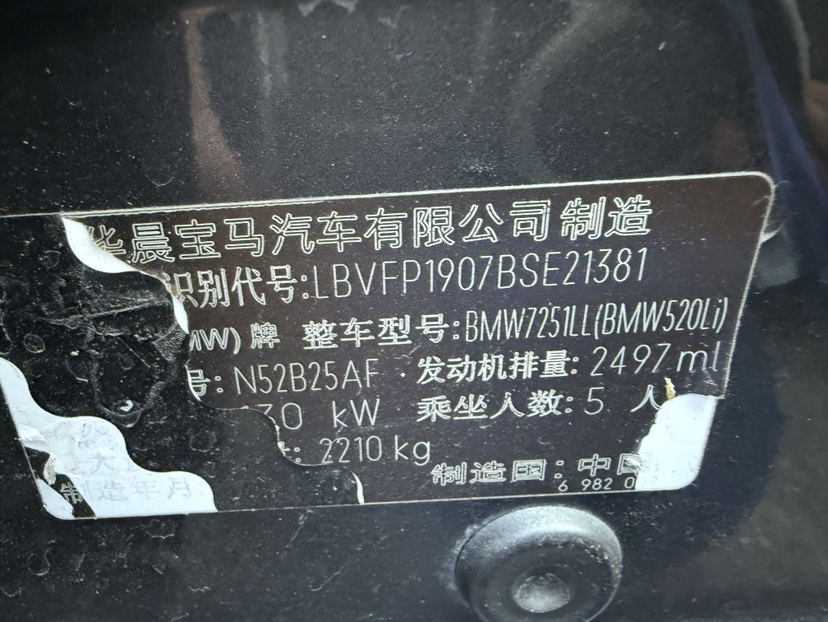 华晨宝马汽车有限公司制造
识别代号:LBVFP1907BSE21381
MW)牌 整车型号:BMW7251LL(BMW520Li)
号: N52B25AF 发动机排量: 2497ml
30 kW 乘坐人数: 5 人
: 2210kg
大
制造年月 制造国: 中国
6 982 0